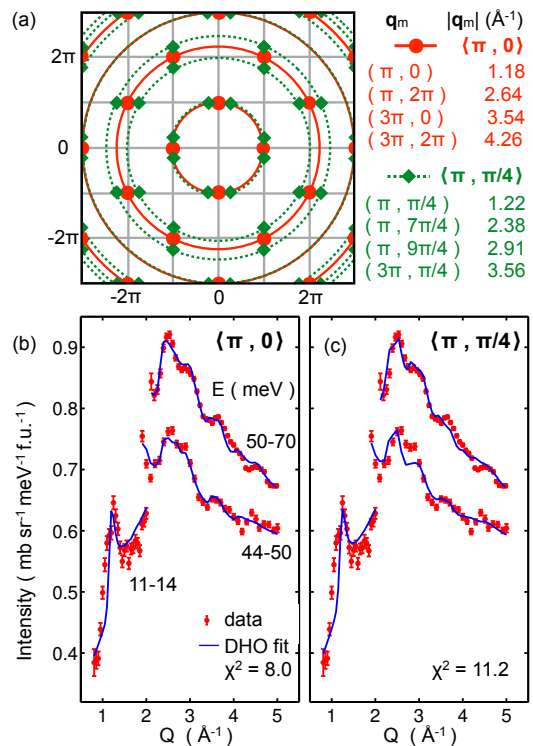 (a)
2π
0
-2π
-2π 0 2π
qm |qm| (Å⁻¹)
⟨π , 0⟩
( π , 0) 1.18
( π , 2π) 2.64
(3π , 0) 3.54
(3π , 2π) 4.26
⟨π , π/4⟩
( π , π/4) 1.22
( π , 7π/4) 2.38
( π , 9π/4) 2.91
(3π , π/4) 3.56
(b) ⟨π , 0⟩
(c) ⟨π , π/4⟩
Intensity ( mb sr⁻¹ meV⁻¹ f.u.⁻¹ )
0.9
0.8
0.7
0.6
0.5
0.4
E ( meV )
50-70
44-50
11-14
data
DHO fit
χ² = 8.0
χ² = 11.2
1 2 3 4 5
1 2 3 4 5
Q ( Å⁻¹)
Q ( Å⁻¹)